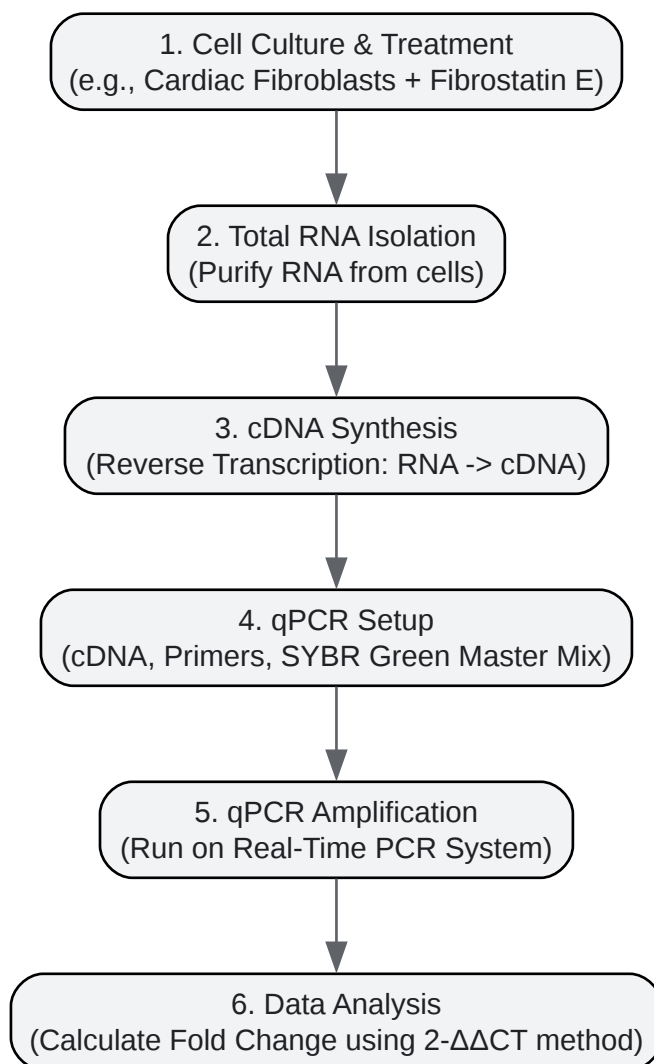 1. Cell Culture & Treatment
(e.g., Cardiac Fibroblasts + Fibrostatin E)
2. Total RNA Isolation
(Purify RNA from cells)
3. cDNA Synthesis
(Reverse Transcription: RNA -> cDNA)
4. qPCR Setup
(cDNA, Primers, SYBR Green Master Mix)
5. qPCR Amplification
(Run on Real-Time PCR System)
6. Data Analysis
(Calculate Fold Change using 2-ΔΔCT method)